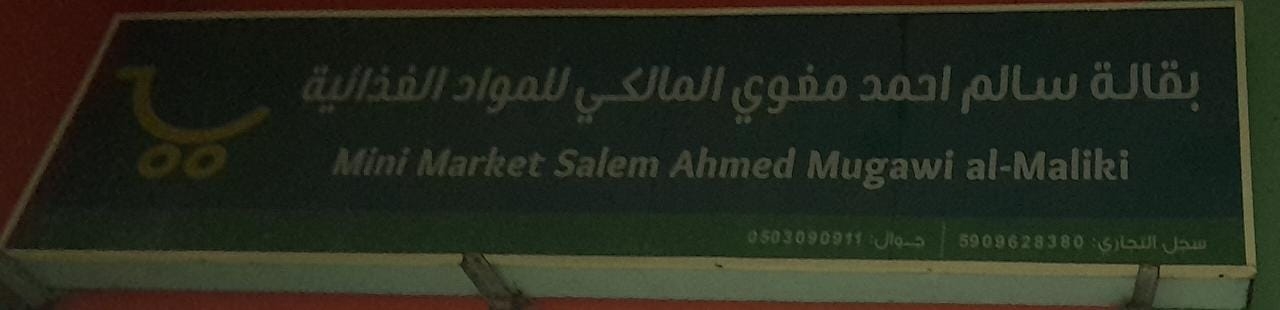 بقالة سالم احمد مغوي المالكي للمواد الغذائية
Mini Market Salem Ahmed Mugawi al-Maliki
سجل التجاري: 5909628380 | جوال: 0503090911